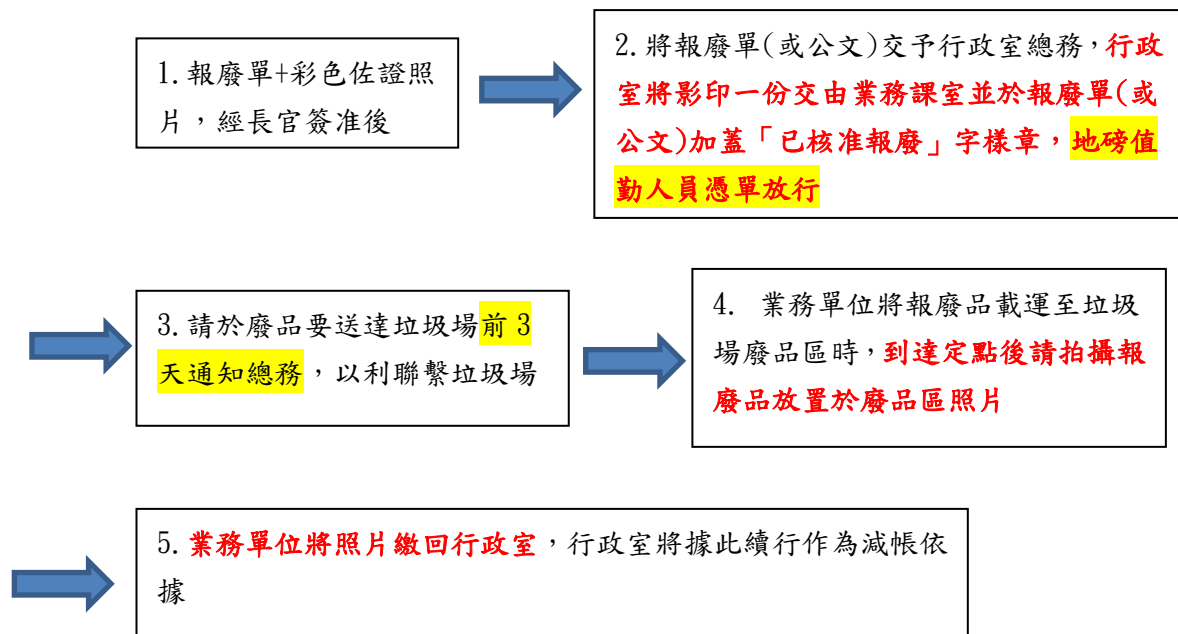 1.報廢單+彩色佐證照
片，經長官簽准後
2.將報廢單(或公文)交予行政室總務，行政
室將影印一份交由業務課室並於報廢單(或
公文)加蓋「已核准報廢」字樣章，地磅值
勤人員憑單放行
3.請於廢品要送達垃圾場前 3
天通知總務，以利聯繫垃圾場
4. 業務單位將報廢品載運至垃圾
場廢品區時，到達定點後請拍攝報
廢品放置於廢品區照片
5.業務單位將照片繳回行政室，行政室將據此續行作為減帳依
據